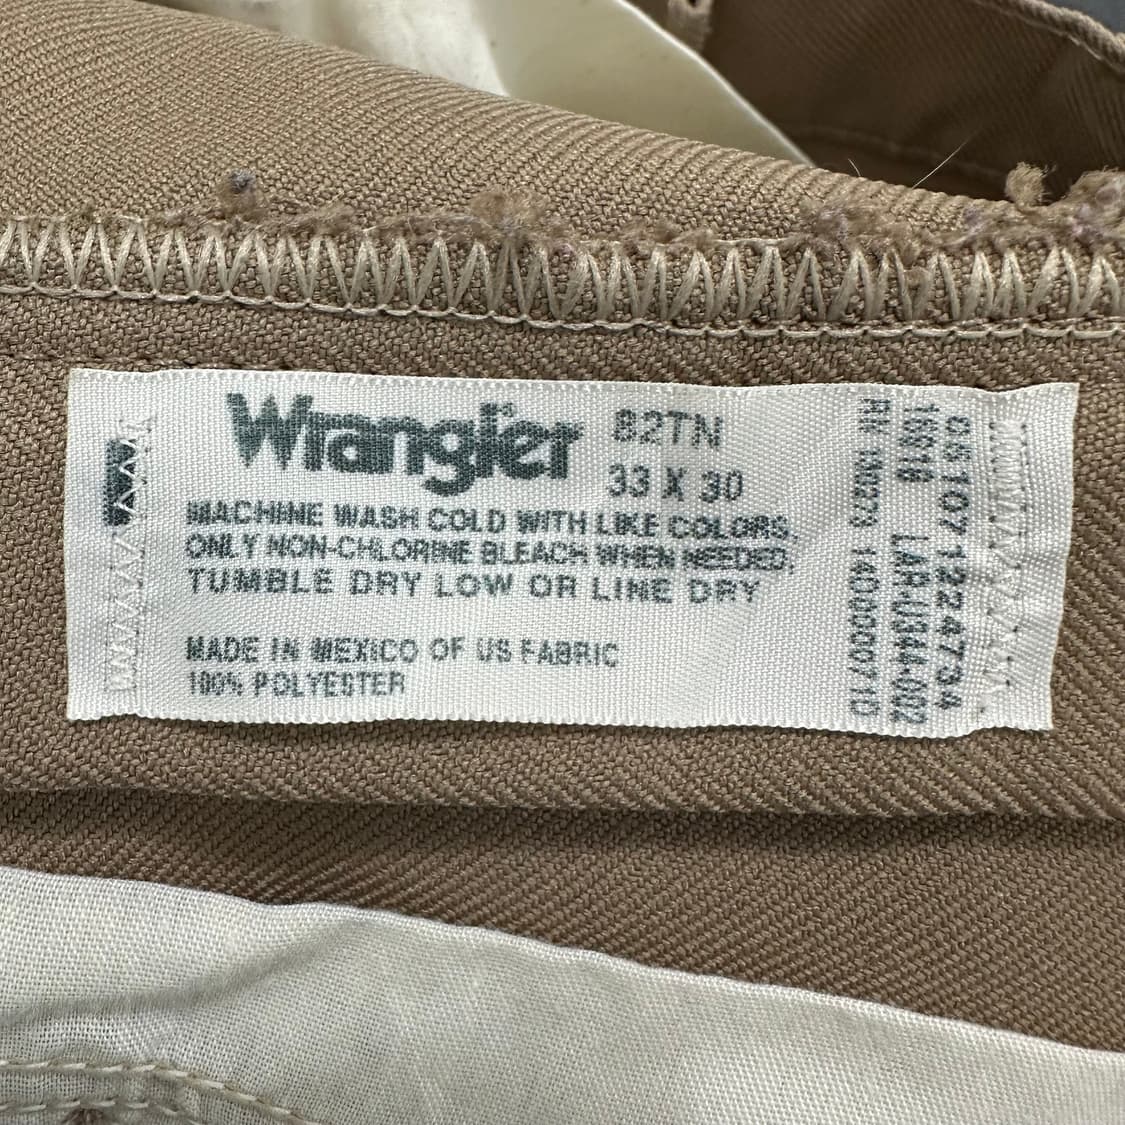 Wrangler®
82TN
33 X 30
MACHINE WASH COLD WITH LIKE COLORS,
ONLY NON-CHLORINE BLEACH WHEN NEEDED,
TUMBLE DRY LOW OR LINE DRY
MADE IN MEXICO OF US FABRIC
100% POLYESTER